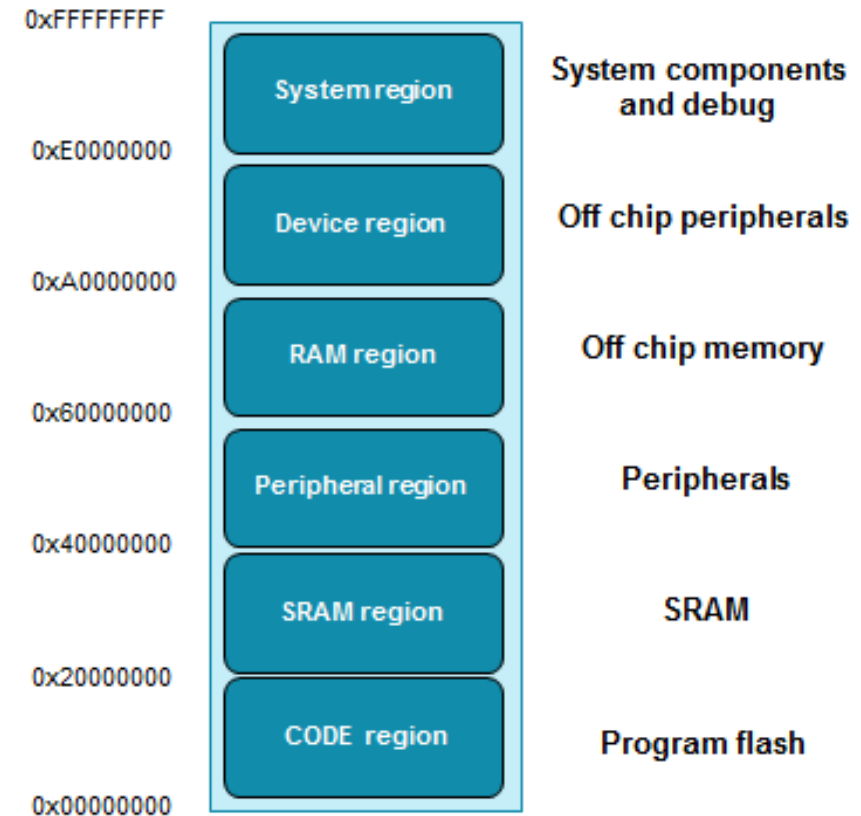 0xFFFFFFFF
System region
System components
and debug
0xE0000000
Device region
Off chip peripherals
0xA0000000
RAM region
Off chip memory
0x60000000
Peripheral region
Peripherals
0x40000000
SRAM region
SRAM
0x20000000
CODE region
Program flash
0x00000000